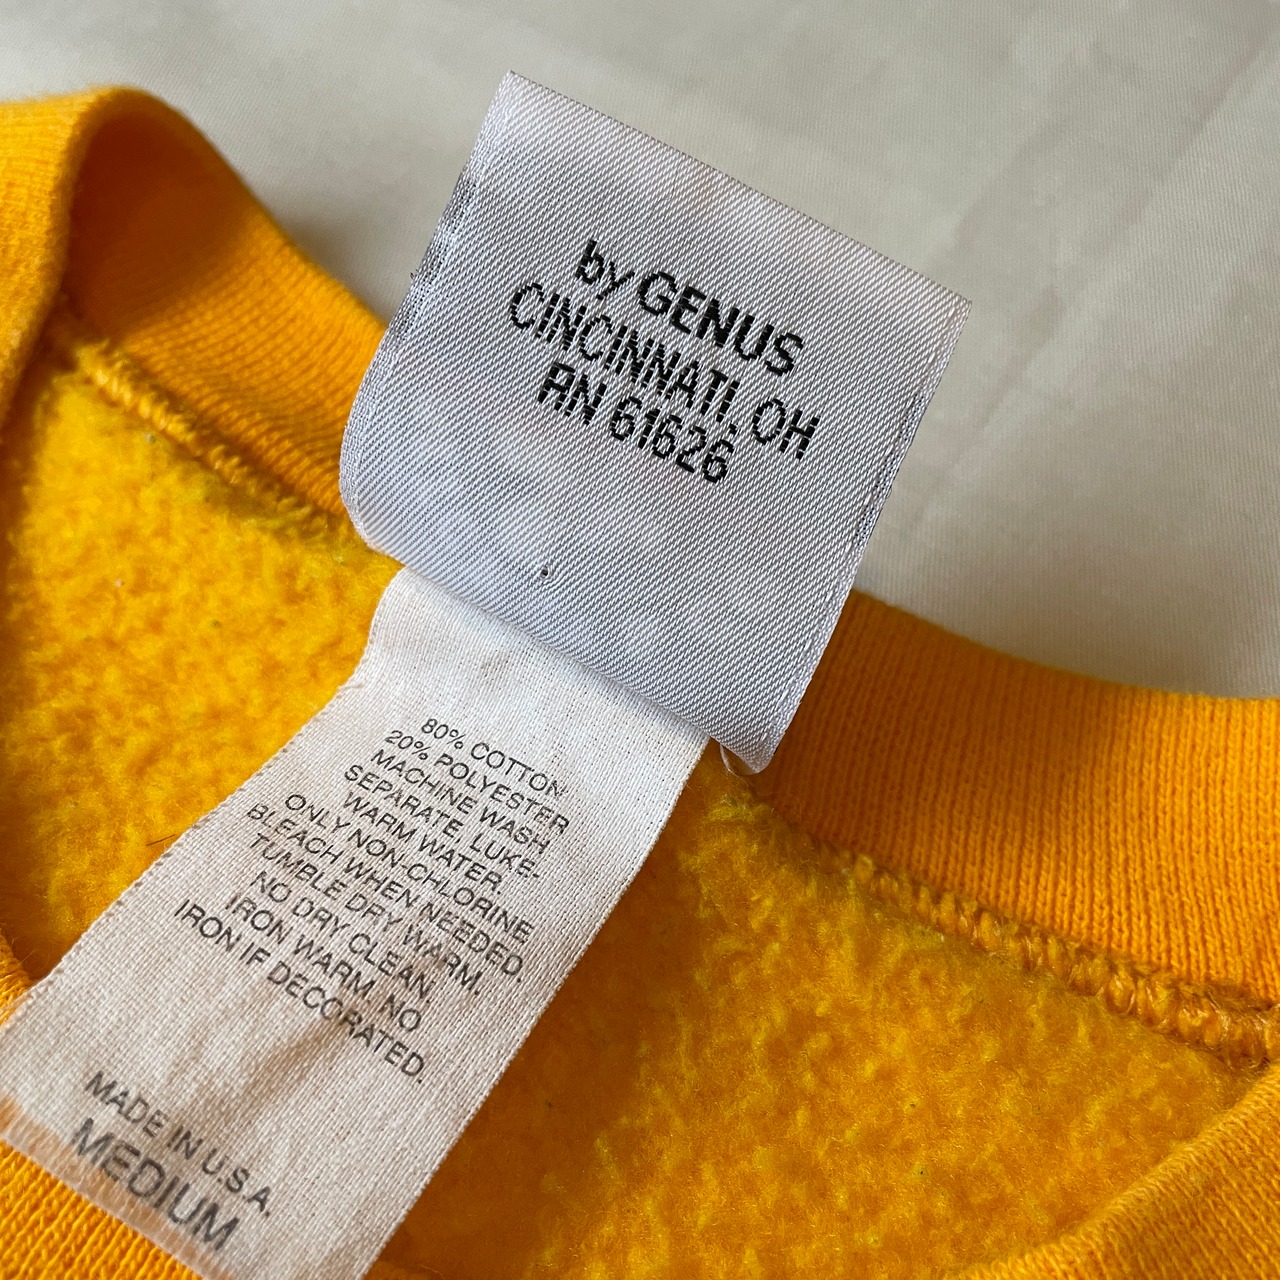 by GENUS
CINCINNATI, OH
RN 61626
80% COTTON
20% POLYESTER
MACHINE WASH
SEPARATE, LUKE-
WARM WATER.
ONLY NON-CHLORINE
BLEACH WHEN NEEDED.
TUMBLE DRY WARM.
NO DRY CLEAN.
IRON WARM. NO
IRON IF DECORATED.
MADE IN U.S.A.
MEDIUM